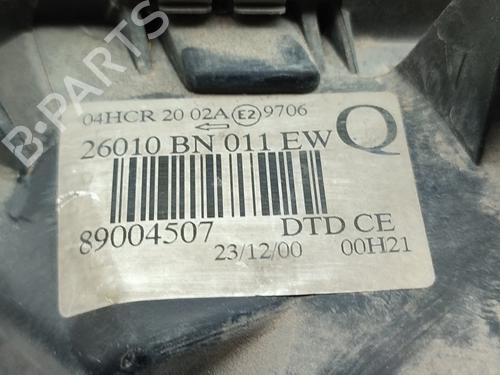 B-PARTS
04HCR 20 02A E2 9706
←
26010 BN 011 EW Q
89004507 DTD CE
23/12/00 00H21